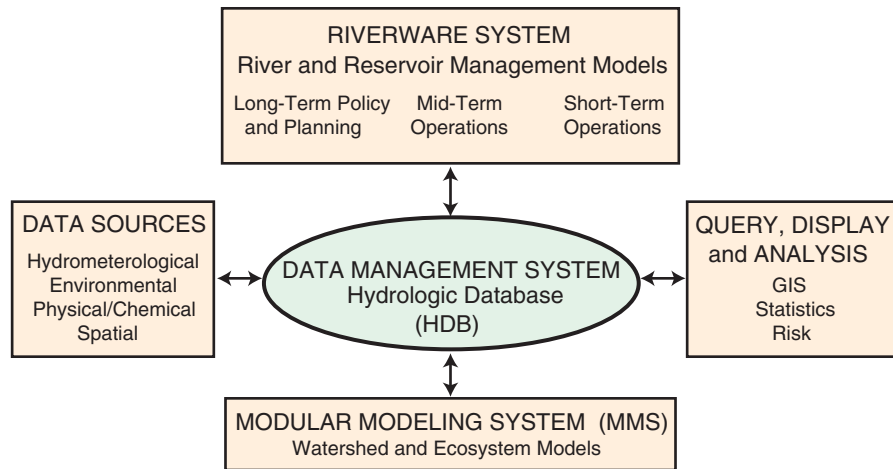 RIVERWARE SYSTEM
River and Reservoir Management Models
Long-Term Policy
and Planning
Mid-Term
Operations
Short-Term
Operations
DATA SOURCES
Hydrometerological
Environmental
Physical/Chemical
Spatial
DATA MANAGEMENT SYSTEM
Hydrologic Database
(HDB)
QUERY, DISPLAY
and ANALYSIS
GIS
Statistics
Risk
MODULAR MODELING SYSTEM (MMS)
Watershed and Ecosystem Models